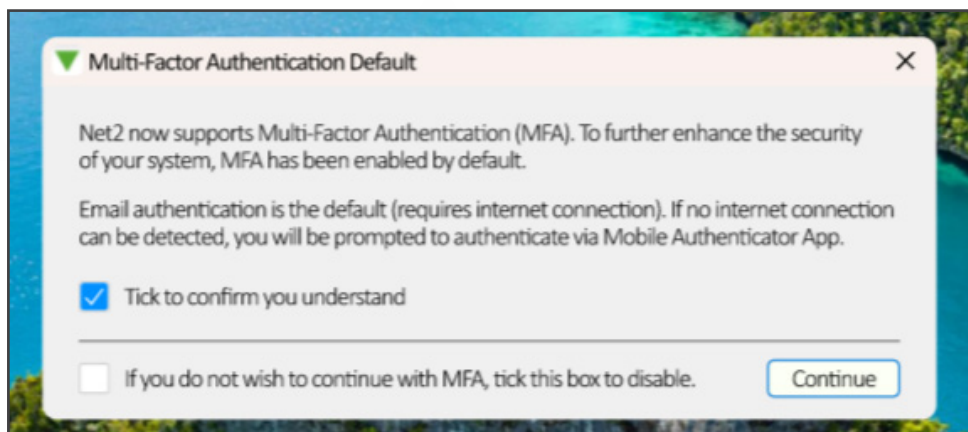 Multi-Factor Authentication Default
Net2 now supports Multi-Factor Authentication (MFA). To further enhance the security
of your system, MFA has been enabled by default.
Email authentication is the default (requires internet connection). If no internet connection
can be detected, you will be prompted to authenticate via Mobile Authenticator App.
Tick to confirm you understand
If you do not wish to continue with MFA, tick this box to disable.
Continue